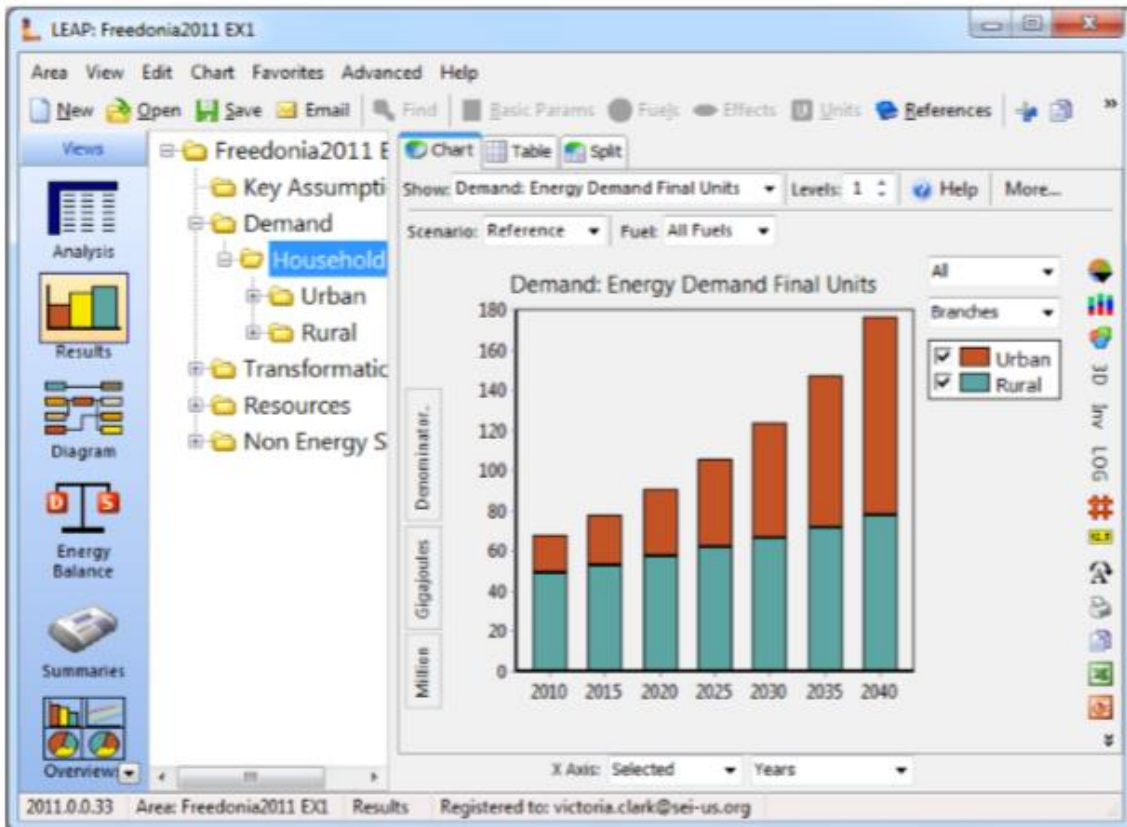 LEAP: Freedonia2011 EX1
Area View Edit Chart Favorites Advanced Help
New Open Save Email Find Basic Params Fuels Effects Units References »
Views
Analysis
Results
Diagram
D S
Energy
Balance
Summaries
Overviews
Freedonia2011 E
Key Assumpti
Demand
Household
Urban
Rural
Transformatic
Resources
Non Energy S
Chart Table Split
Show: Demand: Energy Demand Final Units Levels: 1 Help More...
Scenario: Reference Fuel: All Fuels
All
Branches
Urban
Rural
Demand: Energy Demand Final Units
Denominator..
Gigajoules
Million
180
160
140
120
100
80
60
40
20
0
2010 2015 2020 2025 2030 2035 2040
3D
Inv
LOG
X Axis: Selected Years
2011.0.0.33 Area: Freedonia2011 EX1 Results Registered to: victoria.clark@sei-us.org